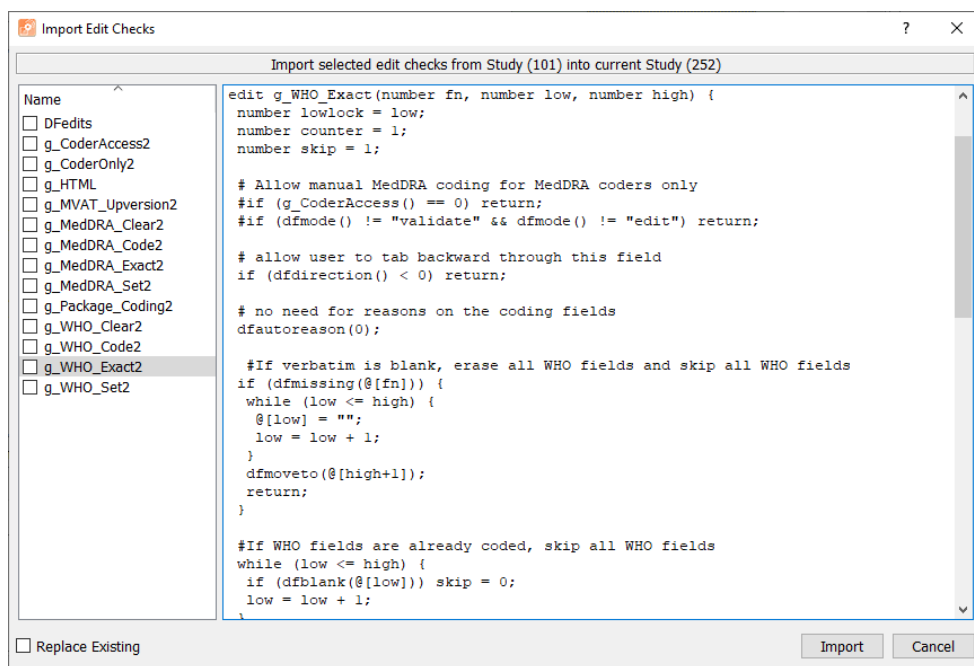 Import Edit Checks
?
Import selected edit checks from Study (101) into current Study (252)
Name
DFedits
g_CoderAccess2
g_CoderOnly2
g_HTML
g_MVAT_Upversion2
g_MedDRA_Clear2
g_MedDRA_Code2
g_MedDRA_Exact2
g_MedDRA_Set2
g_Package_Coding2
g_WHO_Clear2
g_WHO_Code2
g_WHO_Exact2
g_WHO_Set2
edit g_WHO_Exact(number fn, number low, number high) {
number lowlock = low;
number counter = 1;
number skip = 1;
# Allow manual MedDRA coding for MedDRA coders only
#if (g_CoderAccess() == 0) return;
#if (dfmode() != "validate" && dfmode() != "edit") return;
# allow user to tab backward through this field
if (dfdirection() < 0) return;
# no need for reasons on the coding fields
dfautoreason(0);
#If verbatim is blank, erase all WHO fields and skip all WHO fields
if (dfmissing(@[fn])) {
while (low <= high) {
@[low] = "";
low = low + 1;
}
dfmoveto(@[high+1]);
return;
}
#If WHO fields are already coded, skip all WHO fields
while (low <= high) {
if (dfblank(@[low])) skip = 0;
low = low + 1;
}
Replace Existing
Import
Cancel